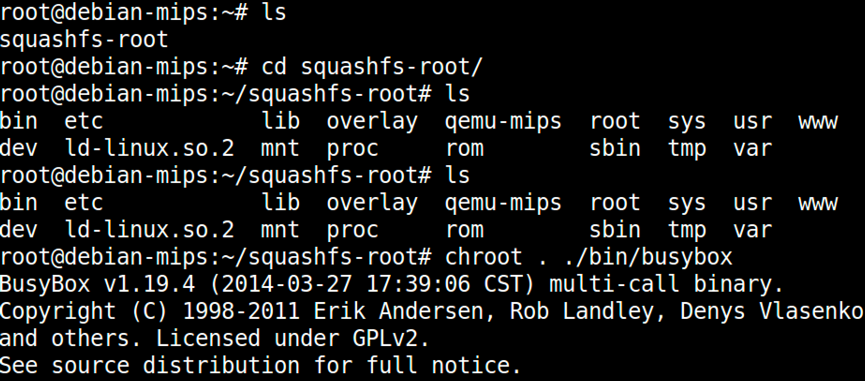 root@debian-mips:~# ls
squashfs-root
root@debian-mips:~# cd squashfs-root/
root@debian-mips:~/squashfs-root# ls
bin etc lib overlay qemu-mips root sys usr www
dev ld-linux.so.2 mnt proc rom sbin tmp var
root@debian-mips:~/squashfs-root# ls
bin etc lib overlay qemu-mips root sys usr www
dev ld-linux.so.2 mnt proc rom sbin tmp var
root@debian-mips:~/squashfs-root# chroot . ./bin/busybox
BusyBox v1.19.4 (2014-03-27 17:39:06 CST) multi-call binary.
Copyright (C) 1998-2011 Erik Andersen, Rob Landley, Denys Vlasenko
and others. Licensed under GPLv2.
See source distribution for full notice.